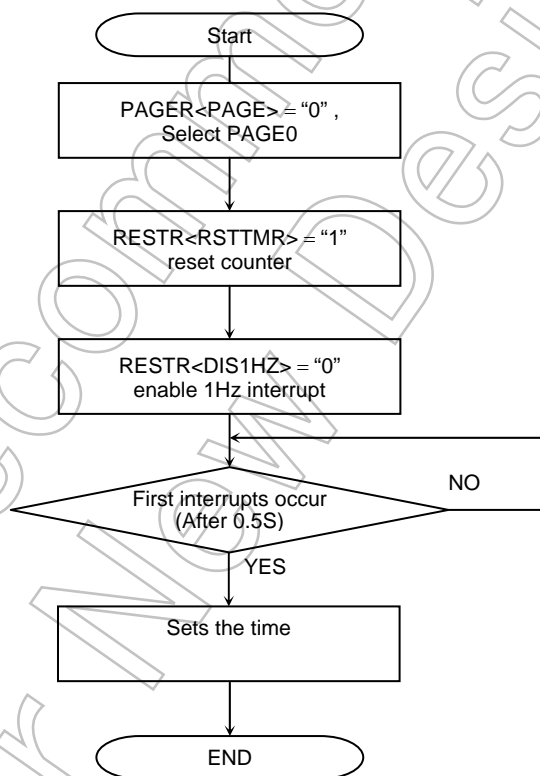 Start
PAGER<PAGE> = “0” ,
Select PAGE0
RESTR<RSTTMR> = “1”
reset counter
RESTR<DIS1HZ> = “0”
enable 1Hz interrupt
First interrupts occur
(After 0.5S)
NO
YES
Sets the time
END